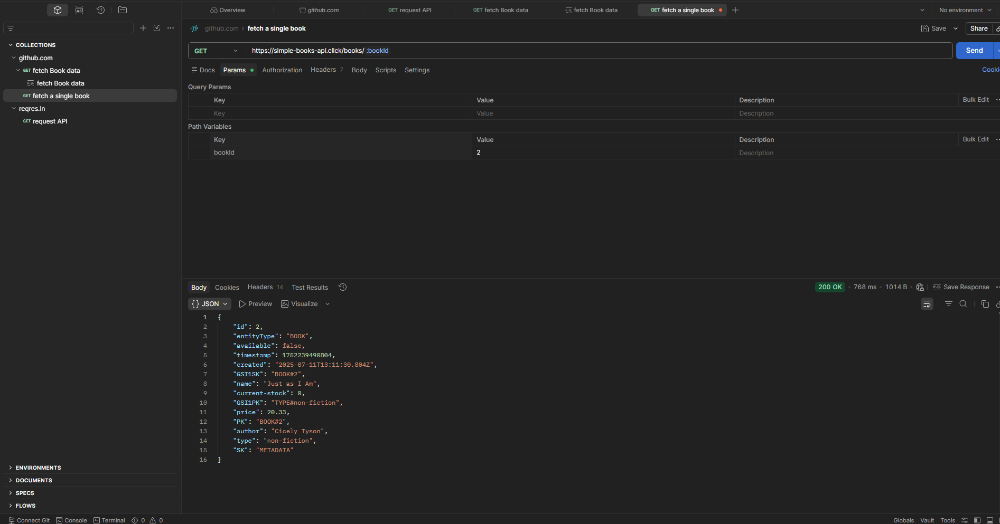 Overview github.com GET request API GET fetch Book data e.g. fetch Book data GET fetch a single book No environment
HTTP github.com > fetch a single book Save Share
COLLECTIONS
github.com
GET fetch Book data
e.g. fetch Book data
GET fetch a single book
reqres.in
GET request API
ENVIRONMENTS
DOCUMENTS
SPECS
FLOWS
GET https://simple-books-api.click/books/ :bookId Send
Docs Params Authorization Headers 7 Body Scripts Settings
Query Params
Key Value Description Bulk Edit
Key Value Description
Path Variables
Key Value Description Bulk Edit
bookId 2 Description
Body Cookies Headers 14 Test Results 200 OK 768 ms 1014 B e.g. Save Response
{} JSON Preview Visualize
1 {
2 "id": 2,
3 "entityType": "BOOK",
4 "available": false,
5 "timestamp": 1752239490804,
6 "created": "2025-07-11T13:11:30.804Z",
7 "GSI1SK": "BOOK#2",
8 "name": "Just as I Am",
9 "current-stock": 0,
10 "GSI1PK": "TYPE#non-fiction",
11 "price": 20.33,
12 "PK": "BOOK#2",
13 "author": "Cicely Tyson",
14 "type": "non-fiction",
15 "SK": "METADATA"
16 }
Connect Git Console Terminal 0 0 Globals Vault Tools